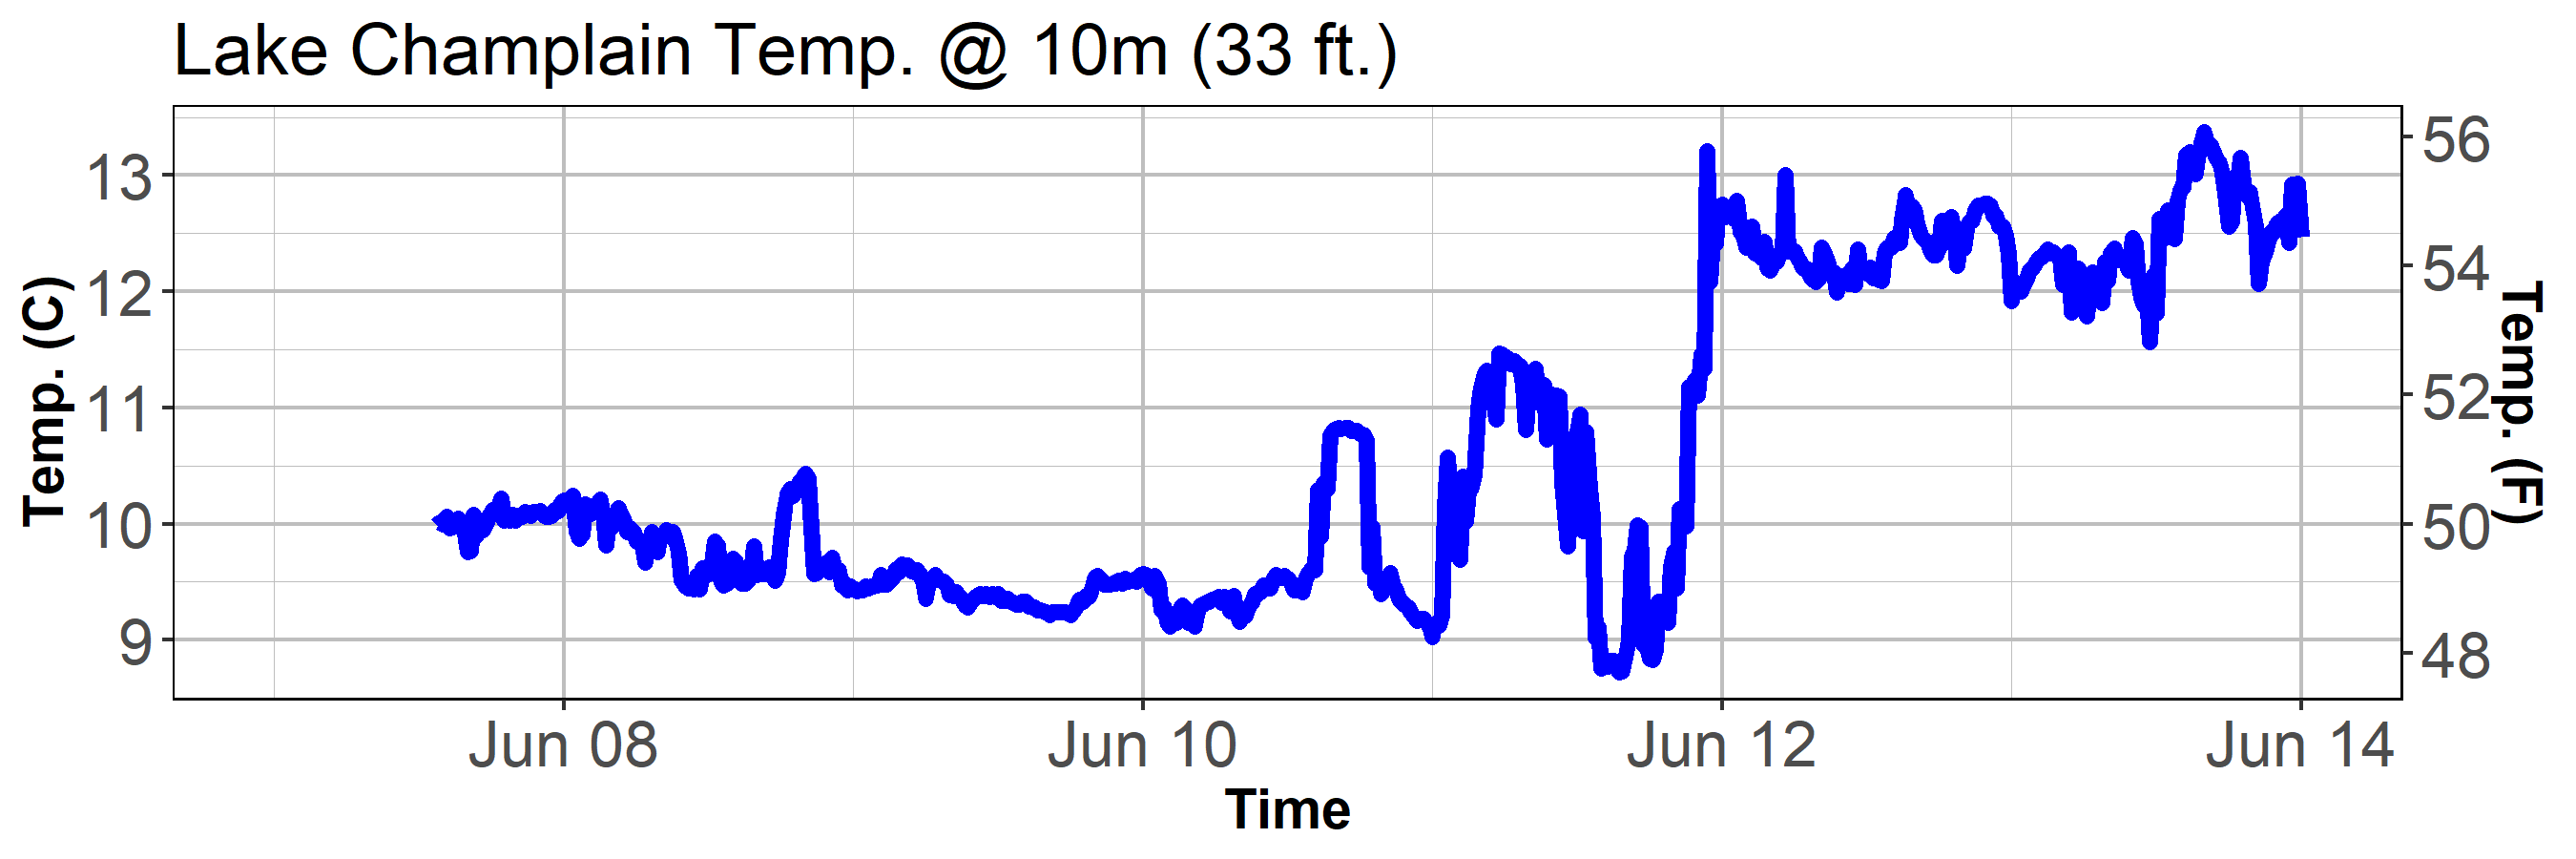 Lake Champlain Temp. @ 10m (33 ft.)
Temp. (C)
13
12
11
10
9
56
54
52
50
48
Temp. (F)
Jun 08
Jun 10
Jun 12
Jun 14
Time